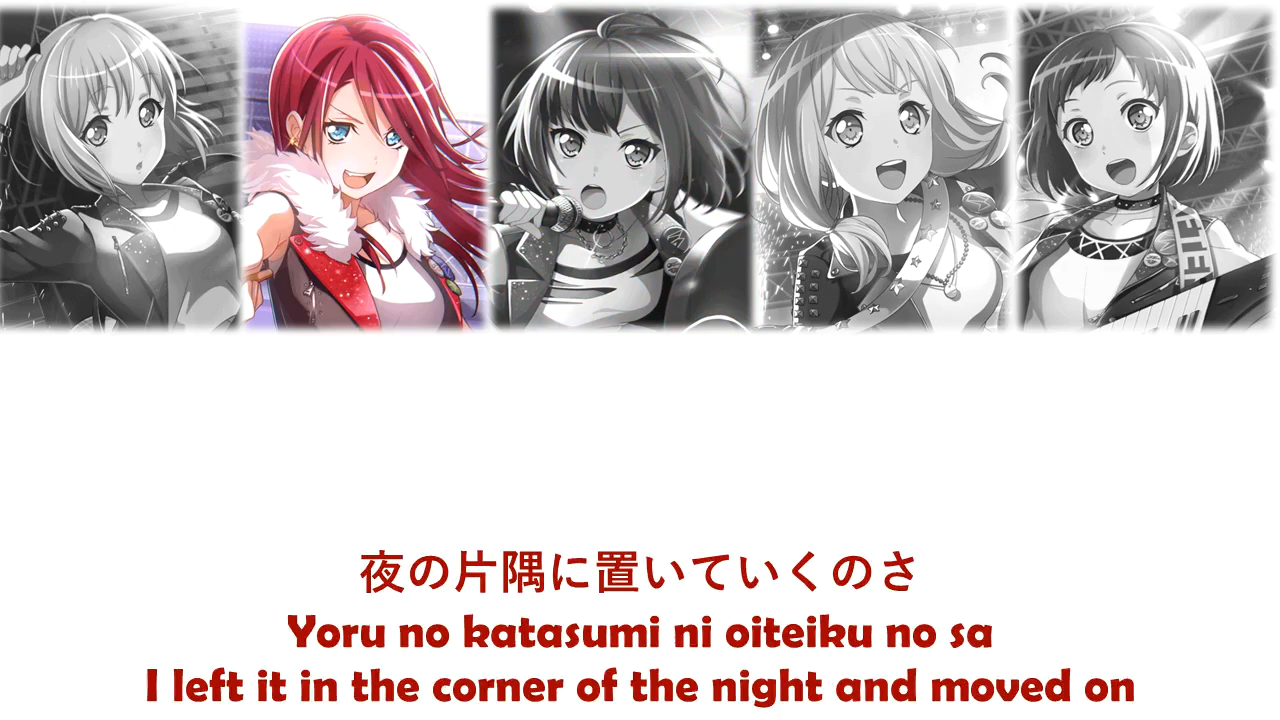 夜の片隅に置いていくのさ
Yoru no katasumi ni oiteiku no sa
I left it in the corner of the night and moved on